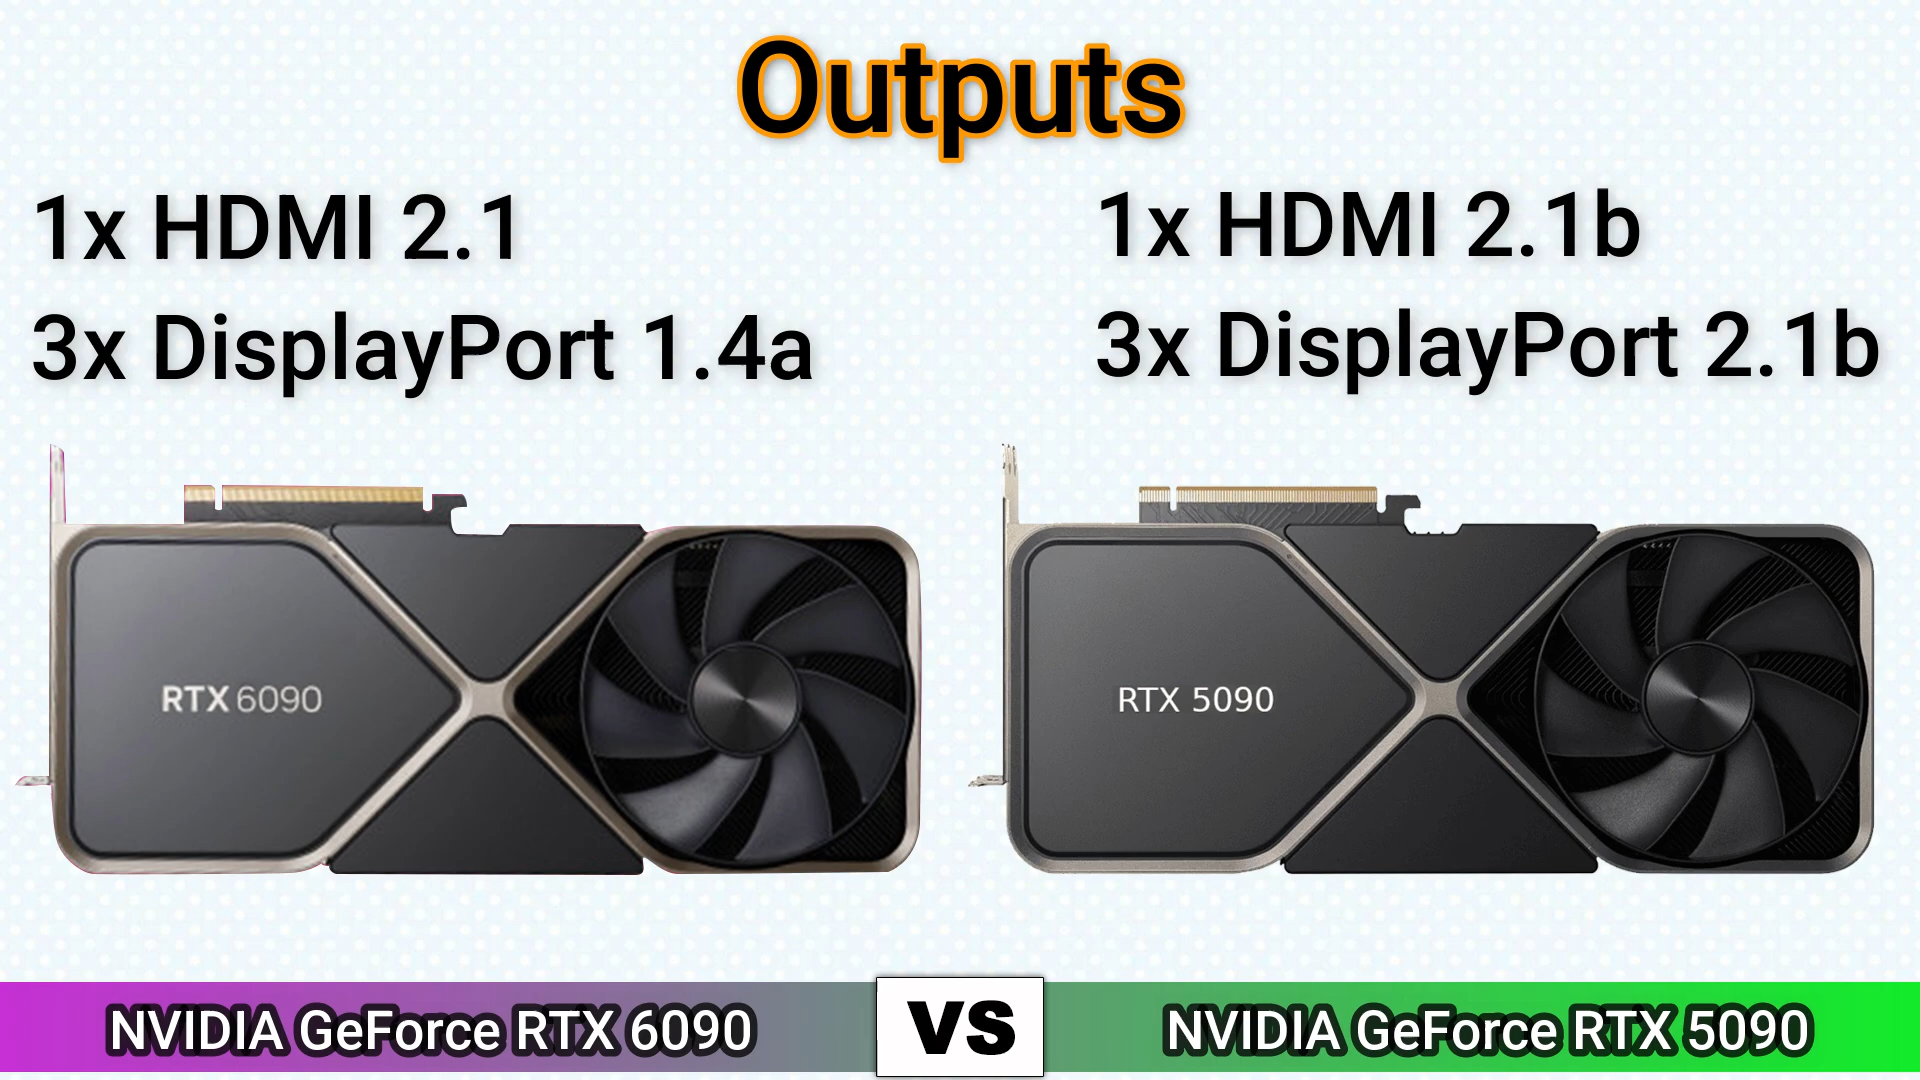 Outputs
1x HDMI 2.1
3x DisplayPort 1.4a
1x HDMI 2.1b
3x DisplayPort 2.1b
RTX 6090
RTX 5090
NVIDIA GeForce RTX 6090
VS
NVIDIA GeForce RTX 5090